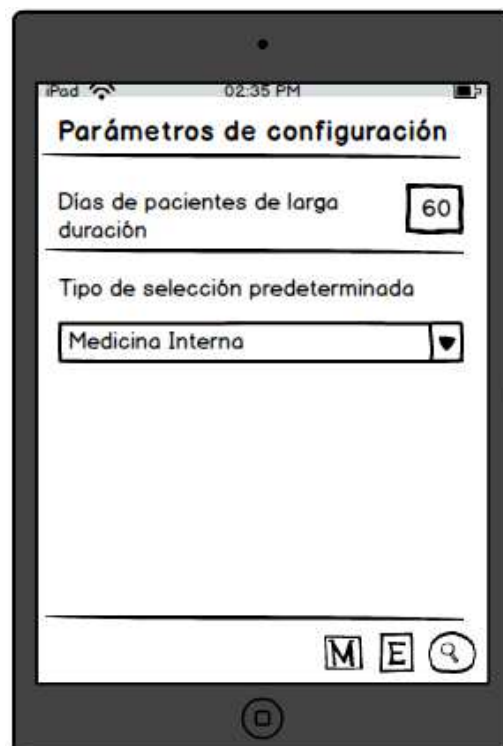 iPad 02:35 PM
Parámetros de configuración
Días de pacientes de larga
duración
60
Tipo de selección predeterminada
Medicina Interna
M E